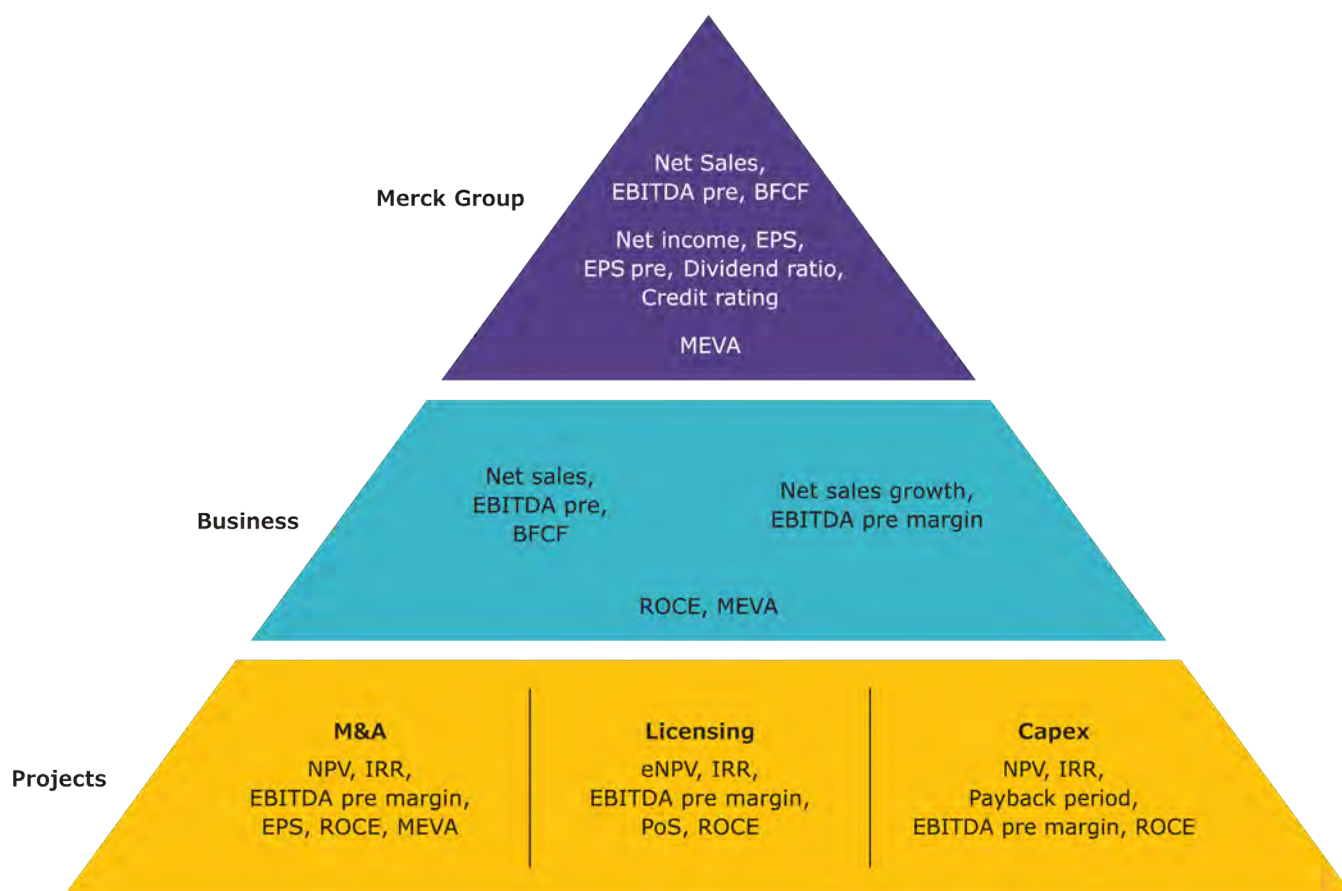 Merck Group
Net Sales,
EBITDA pre, BFCF
Net income, EPS,
EPS pre, Dividend ratio,
Credit rating
MEVA
Business
Net sales,
EBITDA pre,
BFCF
Net sales growth,
EBITDA pre margin
ROCE, MEVA
Projects
M&A
NPV, IRR,
EBITDA pre margin,
EPS, ROCE, MEVA
Licensing
eNPV, IRR,
EBITDA pre margin,
PoS, ROCE
Capex
NPV, IRR,
Payback period,
EBITDA pre margin, ROCE